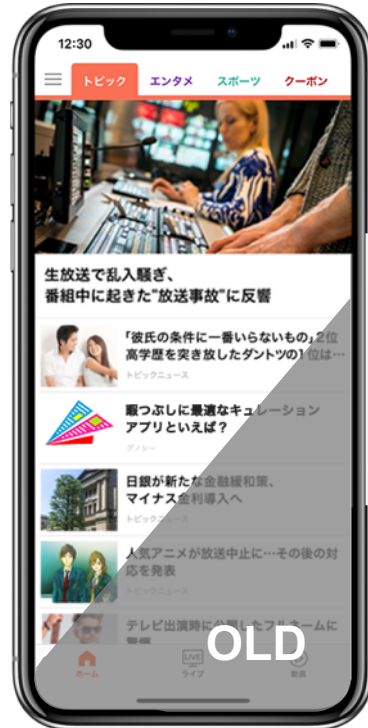 12:30
トピック エンタメ スポーツ クーポン
生放送で乱入騒ぎ、
番組中に起きた"放送事故"に反響
「彼氏の条件に一番いらないもの」2位
高学歴を突き放したダントツの1位は…
トピックニュース
暇つぶしに最適なキュレーション
アプリといえば？
グノシー
日銀が新たな金融緩和策、
マイナス金利導入へ
トピックニュース
人気アニメが放送中止に…その後の対
応を発表
トピックニュース
テレビ出演時に公開したフルネームに
OLD
LIVE
ホーム ライブ 動画